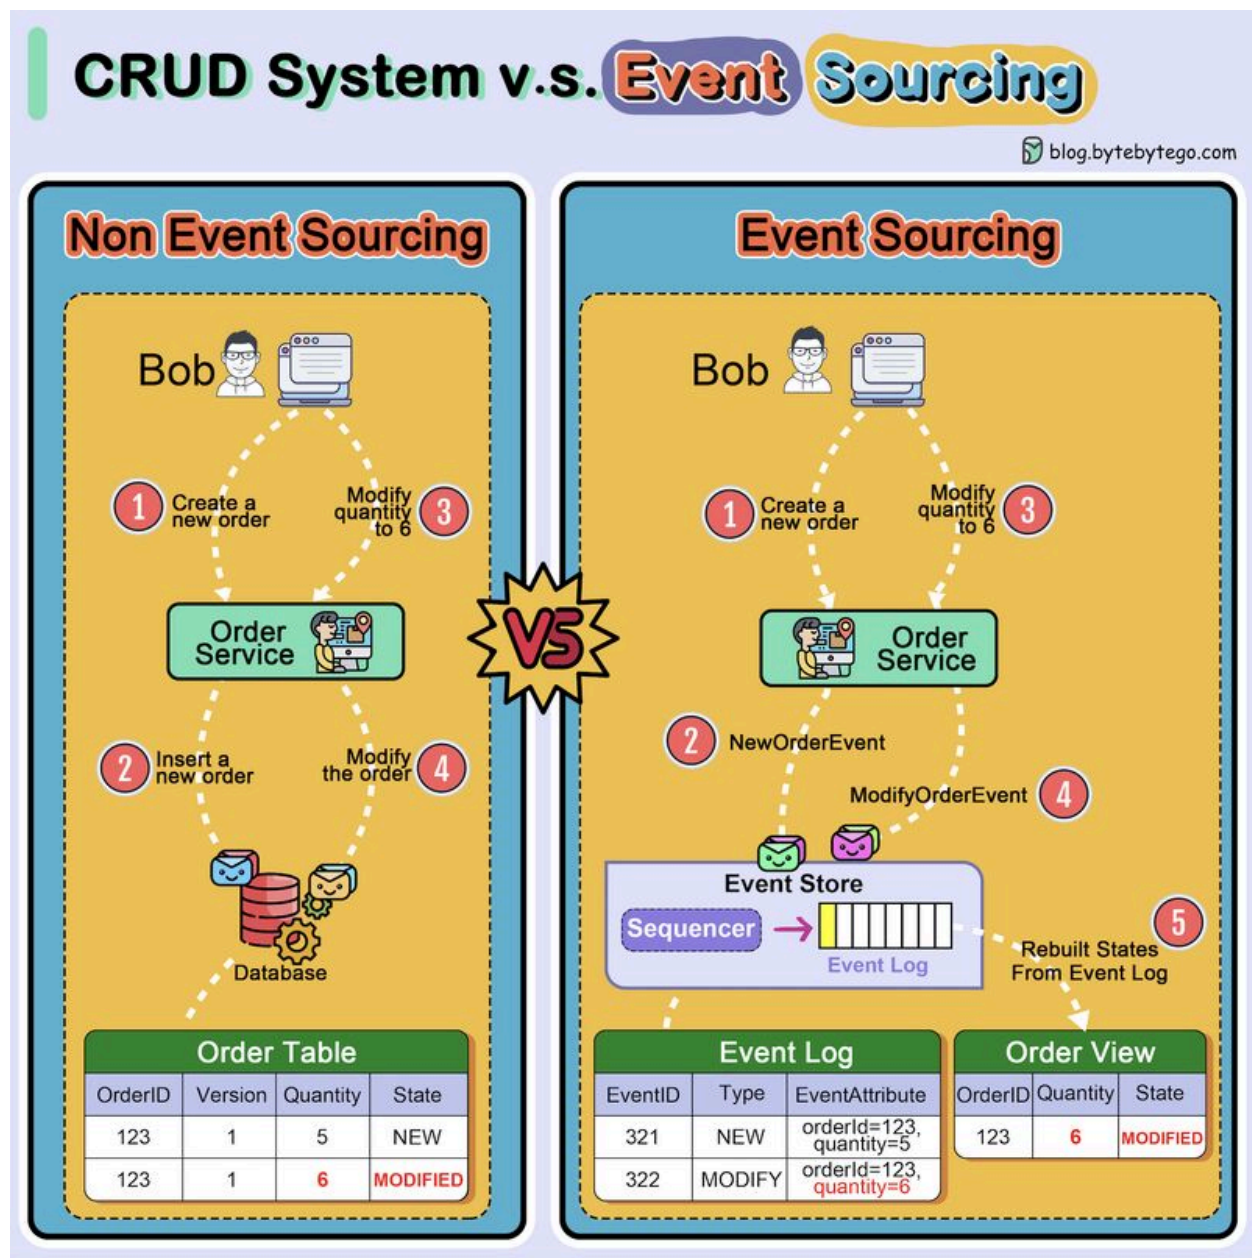 CRUD System v.s. Event Sourcing
blog.bytebytego.com
Non Event Sourcing
Bob
1
Create a
new order
Modify
quantity
to 6
3
Order
Service
2
Insert a
new order
Modify
the order
4
Database
Order Table
OrderID Version Quantity State
123 1 5 NEW
123 1 6 MODIFIED
VS
Event Sourcing
Bob
1
Create a
new order
Modify
quantity
to 6
3
Order
Service
2
NewOrderEvent
ModifyOrderEvent
4
Event Store
Sequencer
Event Log
5
Rebuilt States
From Event Log
Event Log
EventID Type EventAttribute
321 NEW orderId=123,
quantity=5
322 MODIFY orderId=123,
quantity=6
Order View
OrderID Quantity State
123 6 MODIFIED